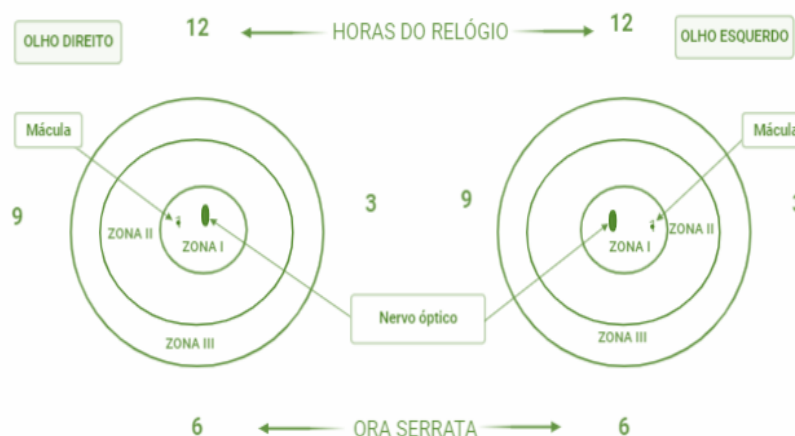 OLHO DIREITO
12
HORAS DO RELÓGIO
12
OLHO ESQUERDO
Mácula
Mácula
9
3
9
ZONA II
ZONA I
ZONA I
ZONA II
Nervo óptico
ZONA III
ZONA III
6
ORA SERRATA
6